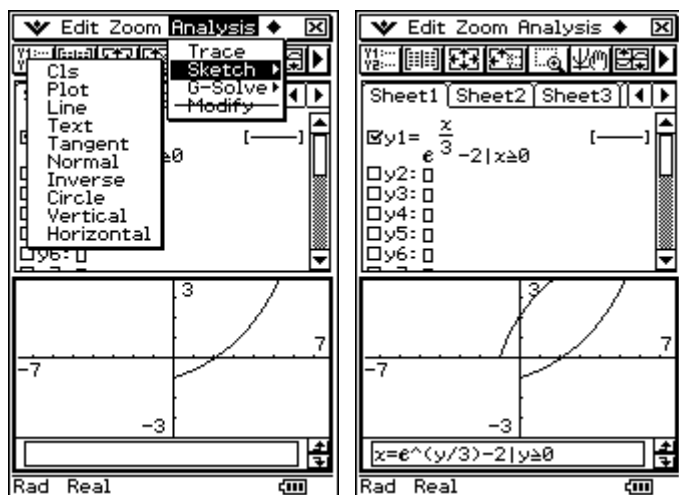 Edit Zoom Analysis
Trace
Sketch
G-Solve
Modify
Cls
Plot
Line
Text
Tangent
Normal
Inverse
Circle
Vertical
Horizontal
≥0
y6:
3
7
-7
-3
Rad Real
Edit Zoom Analysis
Y1:
Y2:
Sheet1 Sheet2 Sheet3
y1= e^(x/3) -2|x≥0
y2:
y3:
y4:
y5:
y6:
3
7
-7
-3
x=e^(y/3)-2|y≥0
Rad Real